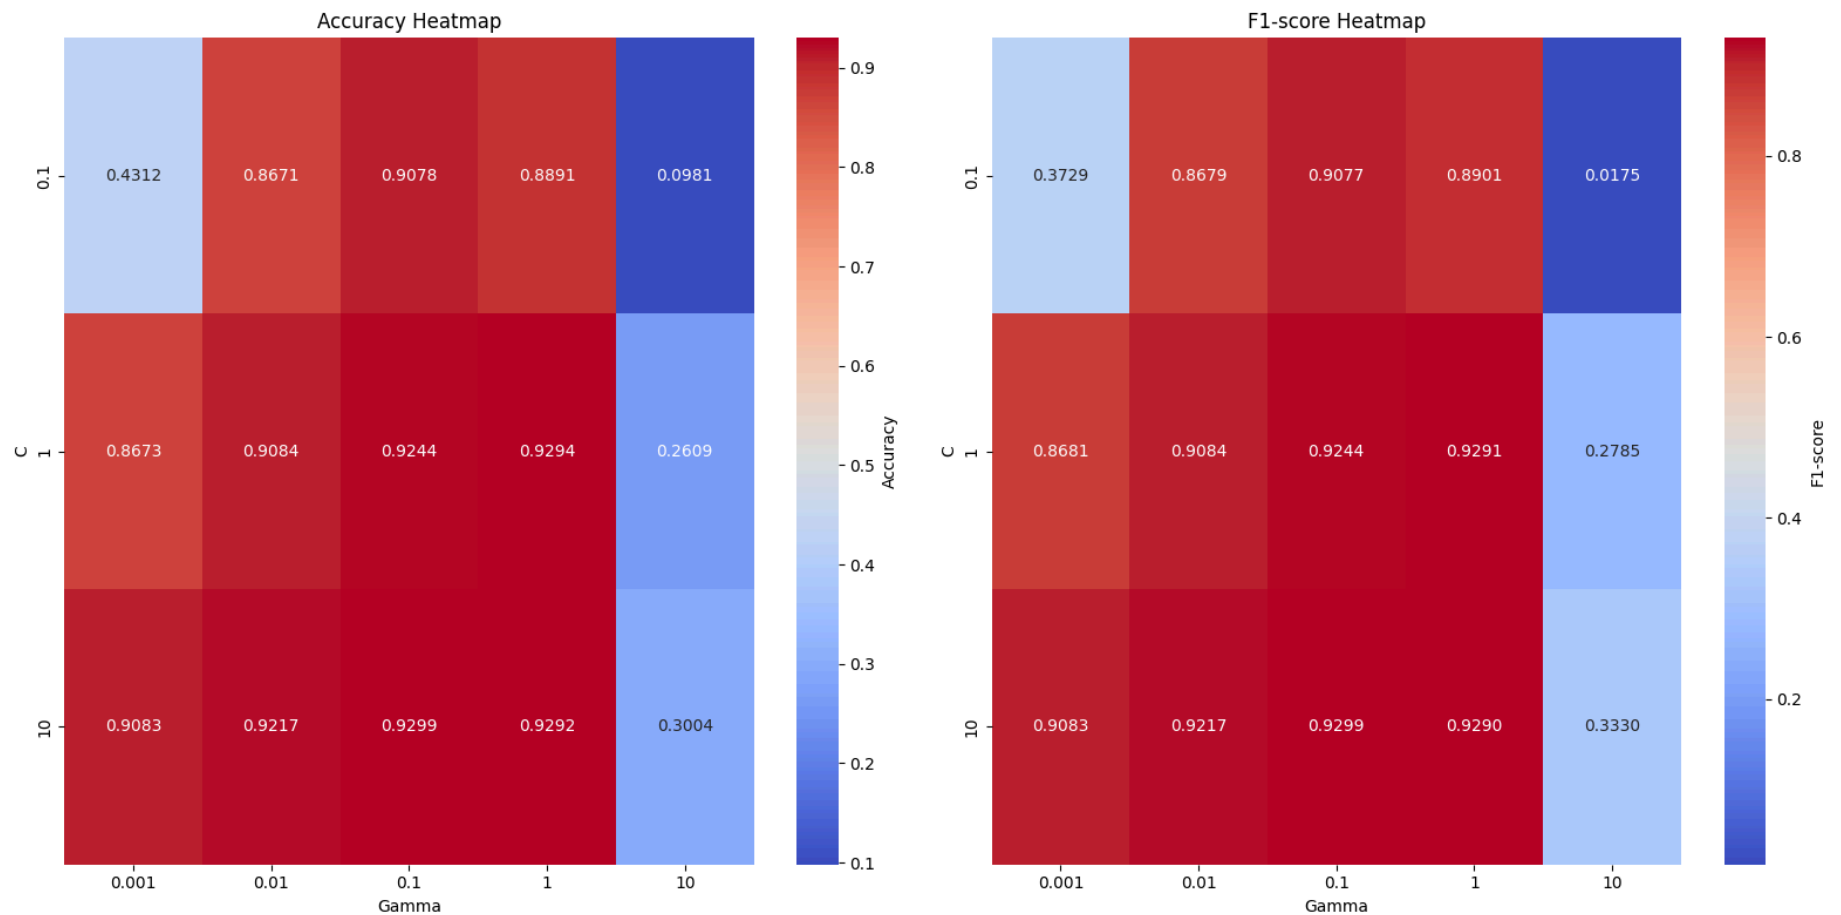 Accuracy Heatmap
0.1
0.4312 0.8671 0.9078 0.8891 0.0981
C
1
0.8673 0.9084 0.9244 0.9294 0.2609
10
0.9083 0.9217 0.9299 0.9292 0.3004
0.001 0.01 0.1 1 10
Gamma
0.9
0.8
0.7
0.6
0.5
0.4
0.3
0.2
0.1
Accuracy
F1-score Heatmap
0.1
0.3729 0.8679 0.9077 0.8901 0.0175
C
1
0.8681 0.9084 0.9244 0.9291 0.2785
10
0.9083 0.9217 0.9299 0.9290 0.3330
0.001 0.01 0.1 1 10
Gamma
0.8
0.6
0.4
0.2
F1-score